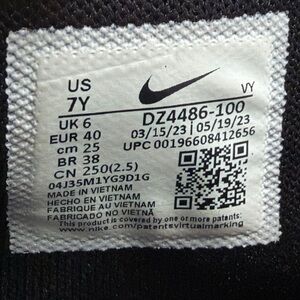 US
7Y
VY
UK 6
EUR 40
cm 25
BR 38
CN 250(2.5)
DZ4486-100
03/15/23 | 05/19/23
UPC 00196608412656
04J35M1YG9D1G
MADE IN VIETNAM
HECHO EN VIETNAM
FABRIQUE AU VIETNAM
FABRICADO NO VIETNÃ
This product is covered by one or more patents:
www.nike.com/patentsvirtualmarking